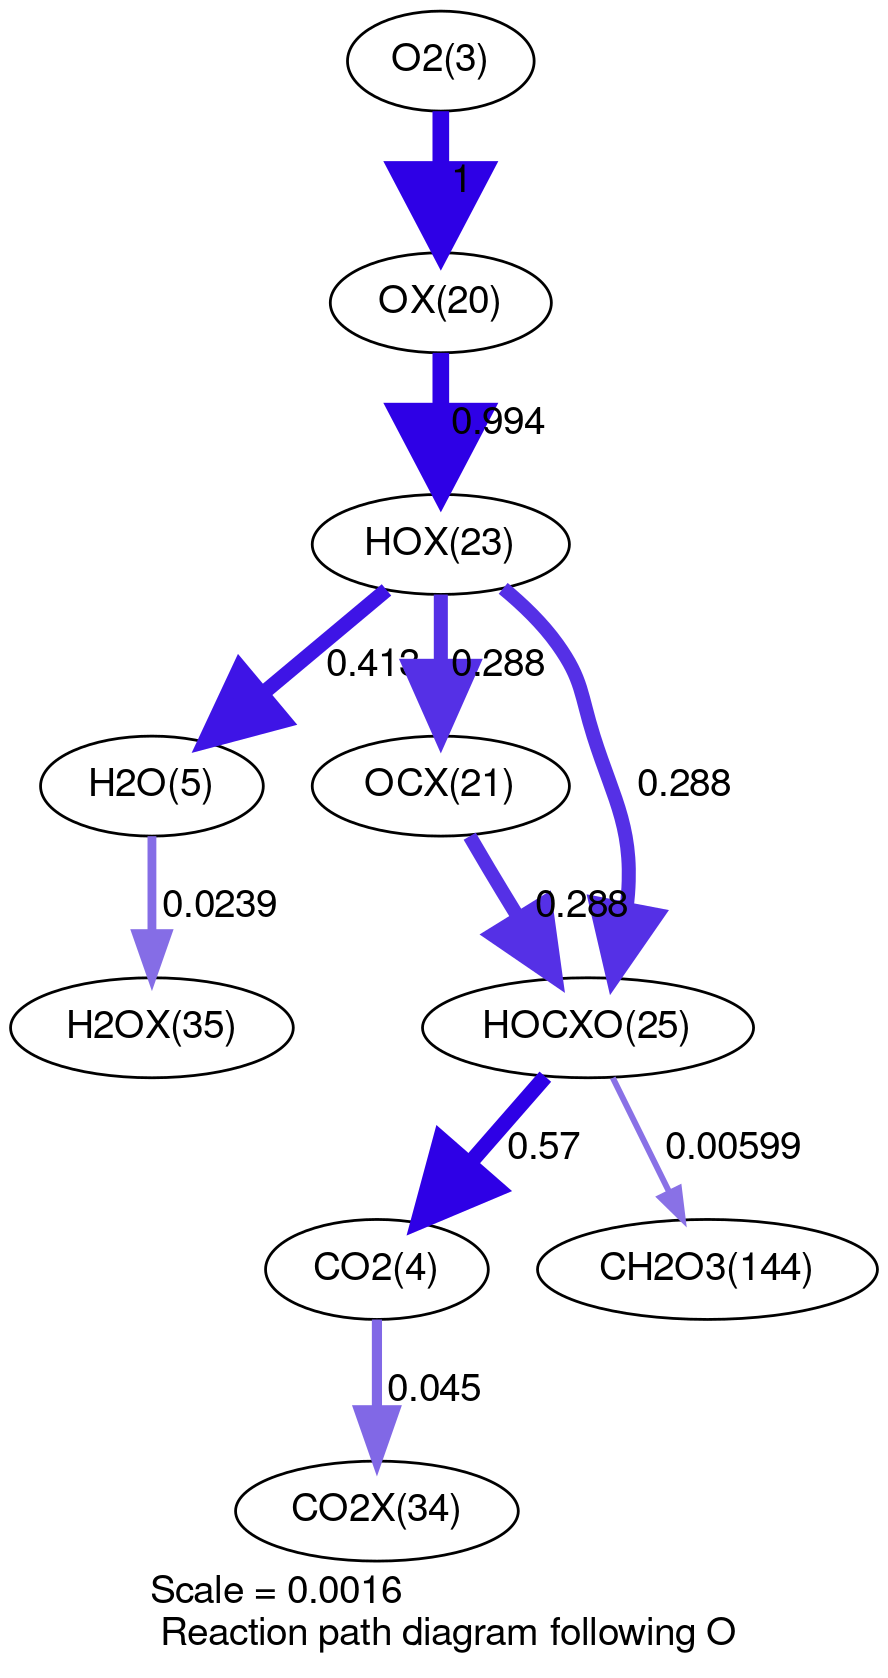 O2(3)
1
OX(20)
0.994
HOX(23)
0.413
0.288
H2O(5)
OCX(21)
0.288
0.0239
0.288
H2OX(35)
HOCXO(25)
0.57
0.00599
CO2(4)
CH2O3(144)
0.045
CO2X(34)
Scale = 0.0016
Reaction path diagram following O